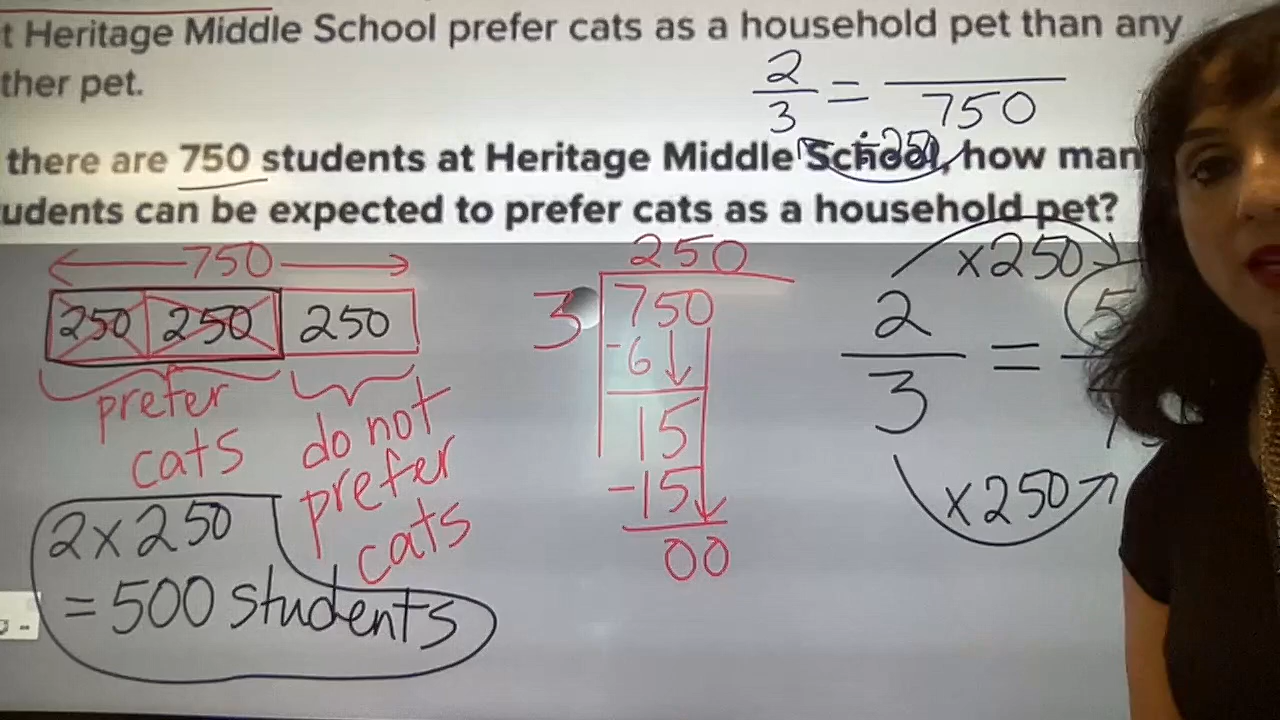 t Heritage Middle School prefer cats as a household pet than any
ther pet.
2/3 = /750
÷250
there are 750 students at Heritage Middle School, how man
udents can be expected to prefer cats as a household pet?
750
250 250 250
prefer
cats
do not
prefer
cats
2x250
= 500 students
250
3 750
-6
15
-15
00
x250
2/3 =
x250